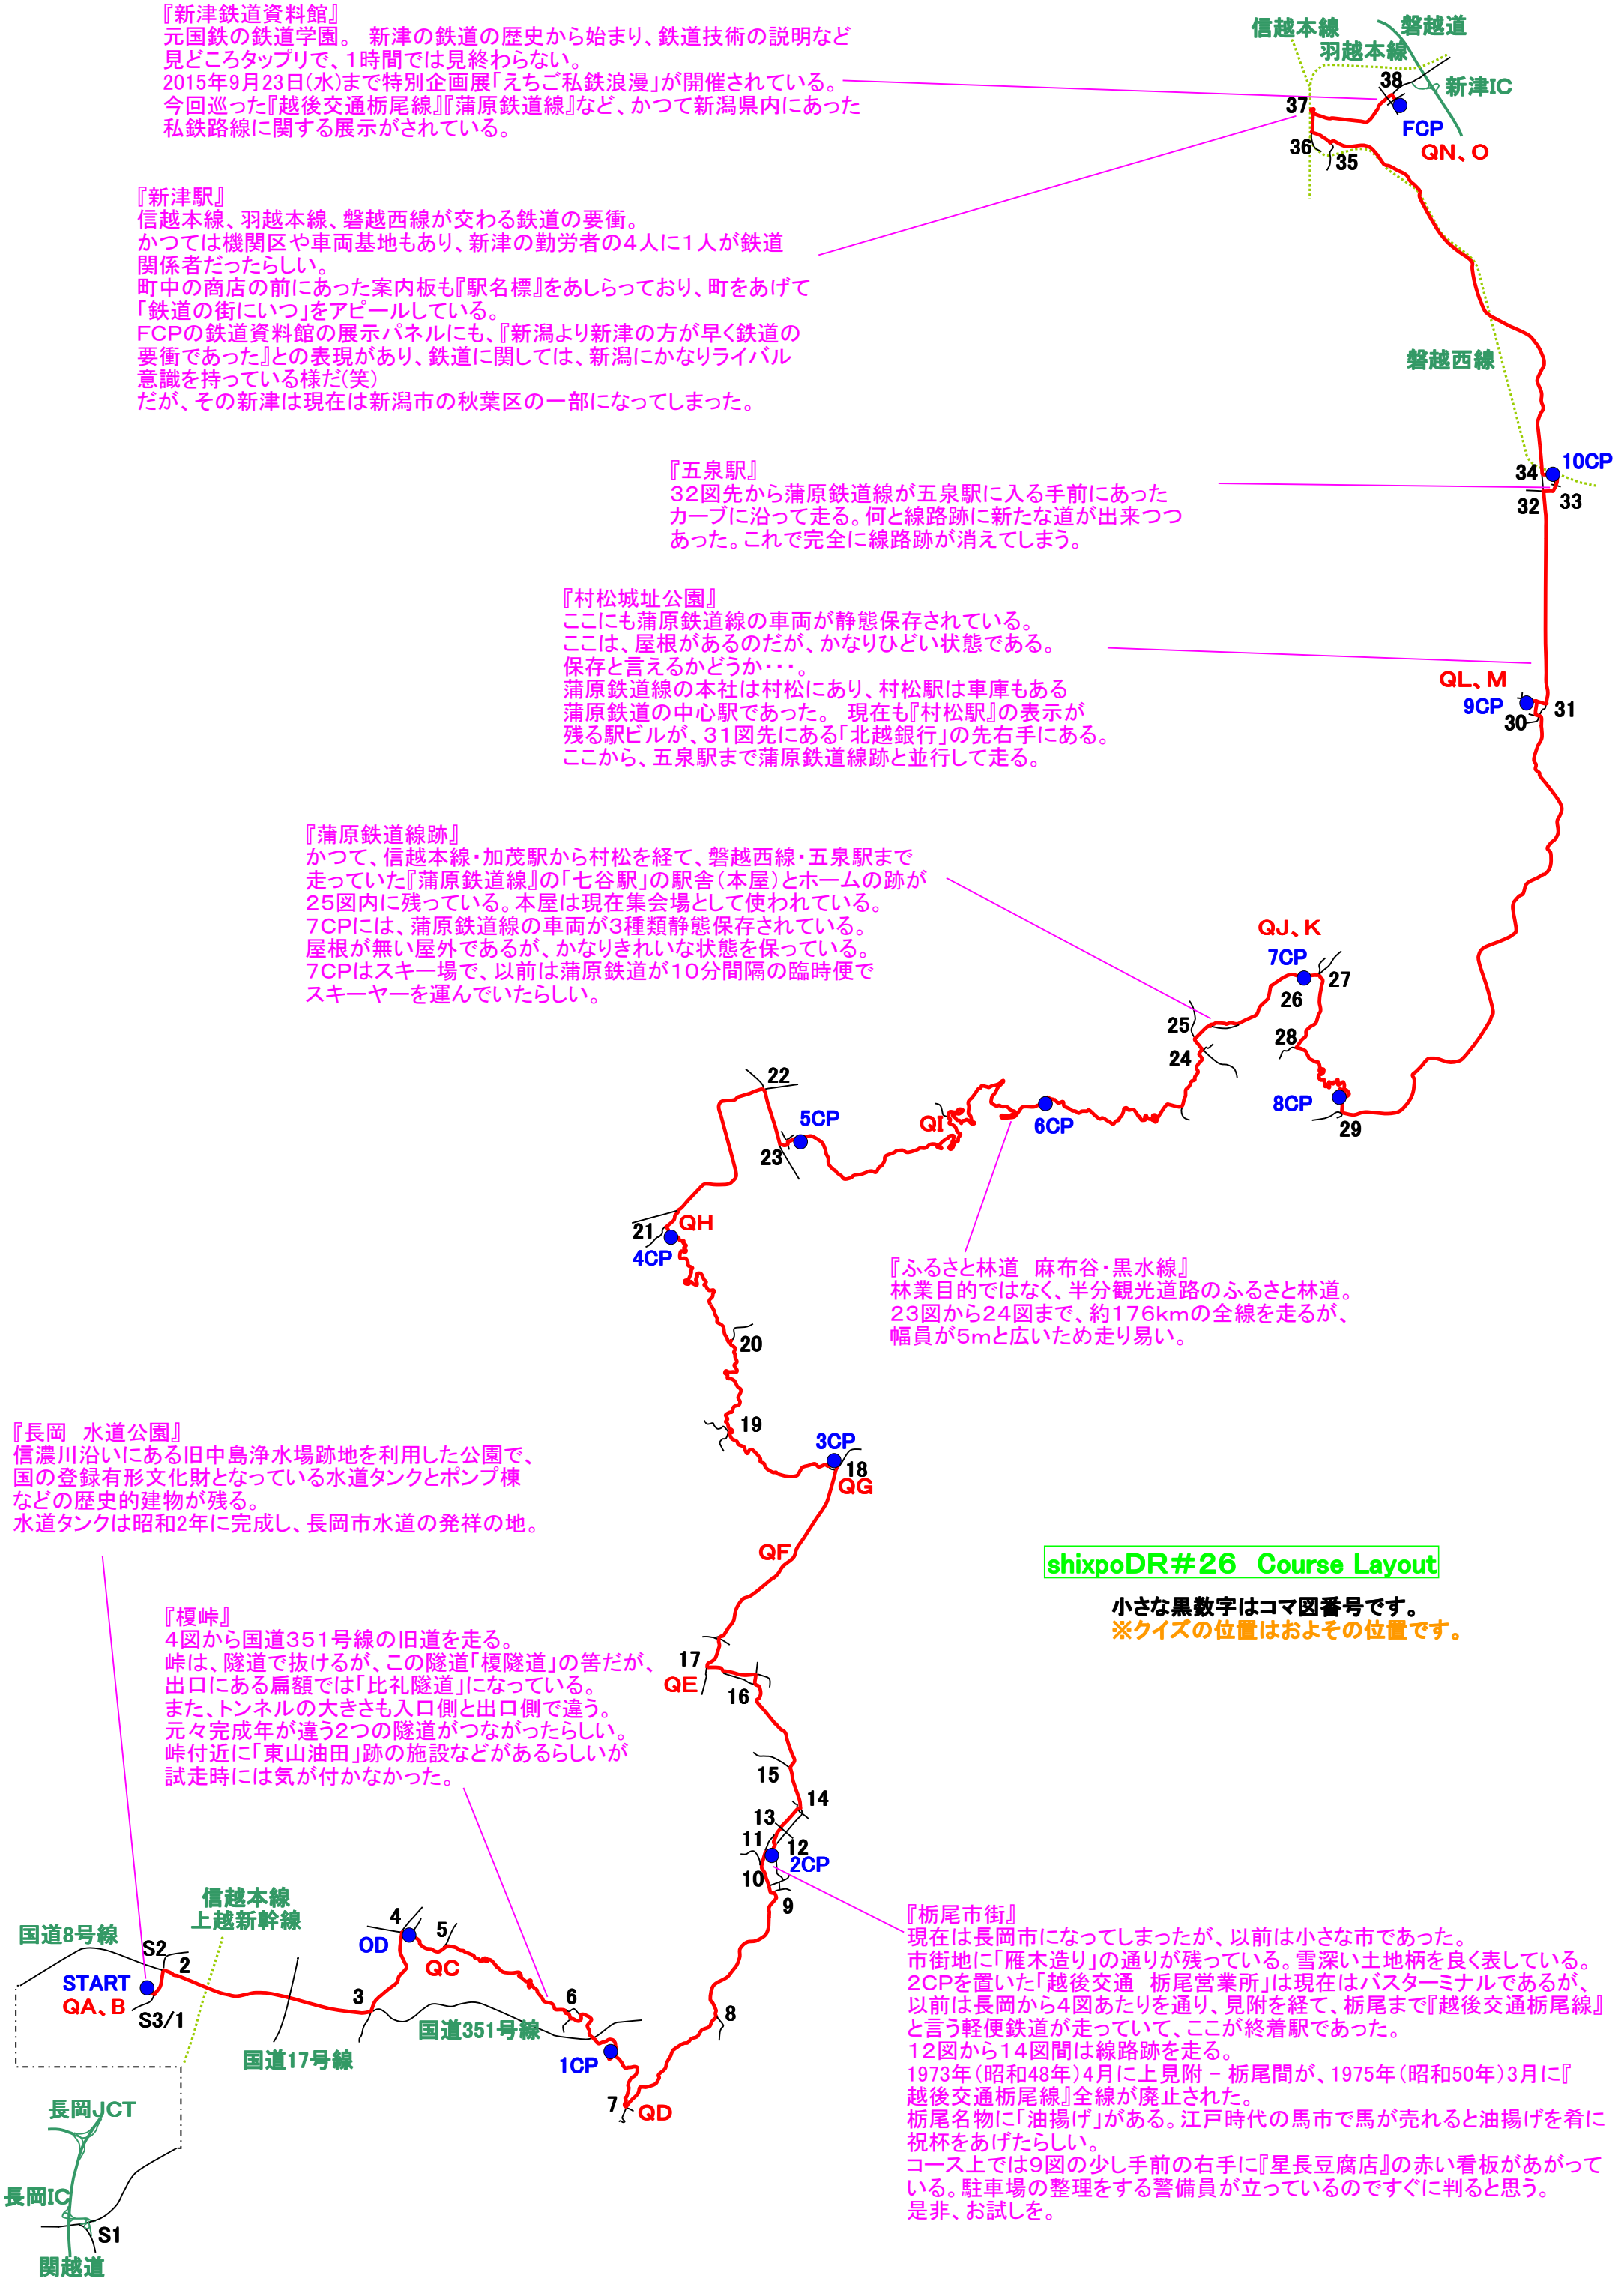 『新津鉄道資料館』
元国鉄の鉄道学園。　新津の鉄道の歴史から始まり、鉄道技術の説明など
見どころタップリで、１時間では見終わらない。
2015年9月23日(水)まで特別企画展「えちご私鉄浪漫」が開催されている。
今回巡った『越後交通栃尾線』『蒲原鉄道線』など、かつて新潟県内にあった
私鉄路線に関する展示がされている。
信越本線
磐越道
羽越本線
38
新津IC
37
FCP
QN、O
36
35
『新津駅』
信越本線、羽越本線、磐越西線が交わる鉄道の要衝。
かつては機関区や車両基地もあり、新津の勤労者の４人に１人が鉄道
関係者だったらしい。
町中の商店の前にあった案内板も『駅名標』をあしらっており、町をあげて
「鉄道の街にいつ」をアピールしている。
FCPの鉄道資料館の展示パネルにも、『新潟より新津の方が早く鉄道の
要衝であった』との表現があり、鉄道に関しては、新潟にかなりライバル
意識を持っている様だ(笑)
だが、その新津は現在は新潟市の秋葉区の一部になってしまった。
磐越西線
『五泉駅』
３２図先から蒲原鉄道線が五泉駅に入る手前にあった
カーブに沿って走る。何と線路跡に新たな道が出来つつ
あった。これで完全に線路跡が消えてしまう。
34
10CP
32
33
『村松城址公園』
ここにも蒲原鉄道線の車両が静態保存されている。
ここは、屋根があるのだが、かなりひどい状態である。
保存と言えるかどうか・・・。
蒲原鉄道線の本社は村松にあり、村松駅は車庫もある
蒲原鉄道の中心駅であった。　現在も『村松駅』の表示が
残る駅ビルが、３１図先にある「北越銀行」の先右手にある。
ここから、五泉駅まで蒲原鉄道線跡と並行して走る。
QL、M
9CP
30
31
『蒲原鉄道線跡』
かつて、信越本線・加茂駅から村松を経て、磐越西線・五泉駅まで
走っていた『蒲原鉄道線』の「七谷駅」の駅舎（本屋）とホームの跡が
２５図内に残っている。本屋は現在集会場として使われている。
７CPには、蒲原鉄道線の車両が３種類静態保存されている。
屋根が無い屋外であるが、かなりきれいな状態を保っている。
７CPはスキー場で、以前は蒲原鉄道が１０分間隔の臨時便で
スキーヤーを運んでいたらしい。
QJ、K
7CP
26
27
25
24
28
8CP
29
22
5CP
23
QI
6CP
21
QH
4CP
『ふるさと林道　麻布谷・黒水線』
林業目的ではなく、半分観光道路のふるさと林道。
２３図から２４図まで、約１７６ｋｍの全線を走るが、
幅員が５ｍと広いため走り易い。
20
19
3CP
18
QG
『長岡　水道公園』
信濃川沿いにある旧中島浄水場跡地を利用した公園で、
国の登録有形文化財となっている水道タンクとポンプ棟
などの歴史的建物が残る。
水道タンクは昭和2年に完成し、長岡市水道の発祥の地。
QF
shixpoDR＃２６　Course Layout
小さな黒数字はコマ図番号です。
※クイズの位置はおよその位置です。
『榎峠』
４図から国道３５１号線の旧道を走る。
峠は、隧道で抜けるが、この隧道「榎隧道」の筈だが、
出口にある扁額では「比礼隧道」になっている。
また、トンネルの大きさも入口側と出口側で違う。
元々完成年が違う２つの隧道がつながったらしい。
峠付近に「東山油田」跡の施設などがあるらしいが
試走時には気が付かなかった。
17
QE
16
15
14
13
11
12
2CP
10
9
信越本線
上越新幹線
国道8号線
S2
2
START
QA、B
S3/1
3
4
5
OD
QC
6
国道17号線
国道351号線
1CP
7
QD
8
『栃尾市街』
現在は長岡市になってしまったが、以前は小さな市であった。
市街地に「雁木造り」の通りが残っている。雪深い土地柄を良く表している。
２CPを置いた「越後交通　栃尾営業所」は現在はバスターミナルであるが、
以前は長岡から４図あたりを通り、見附を経て、栃尾まで『越後交通栃尾線』
と言う軽便鉄道が走っていて、ここが終着駅であった。
１２図から１４図間は線路跡を走る。
1973年（昭和48年）4月に上見附 − 栃尾間が、1975年（昭和50年）3月に『
越後交通栃尾線』全線が廃止された。
栃尾名物に「油揚げ」がある。江戸時代の馬市で馬が売れると油揚げを肴に
祝杯をあげたらしい。
コース上では９図の少し手前の右手に『星長豆腐店』の赤い看板があがって
いる。駐車場の整理をする警備員が立っているのですぐに判ると思う。
是非、お試しを。
長岡JCT
長岡IC
S1
関越道